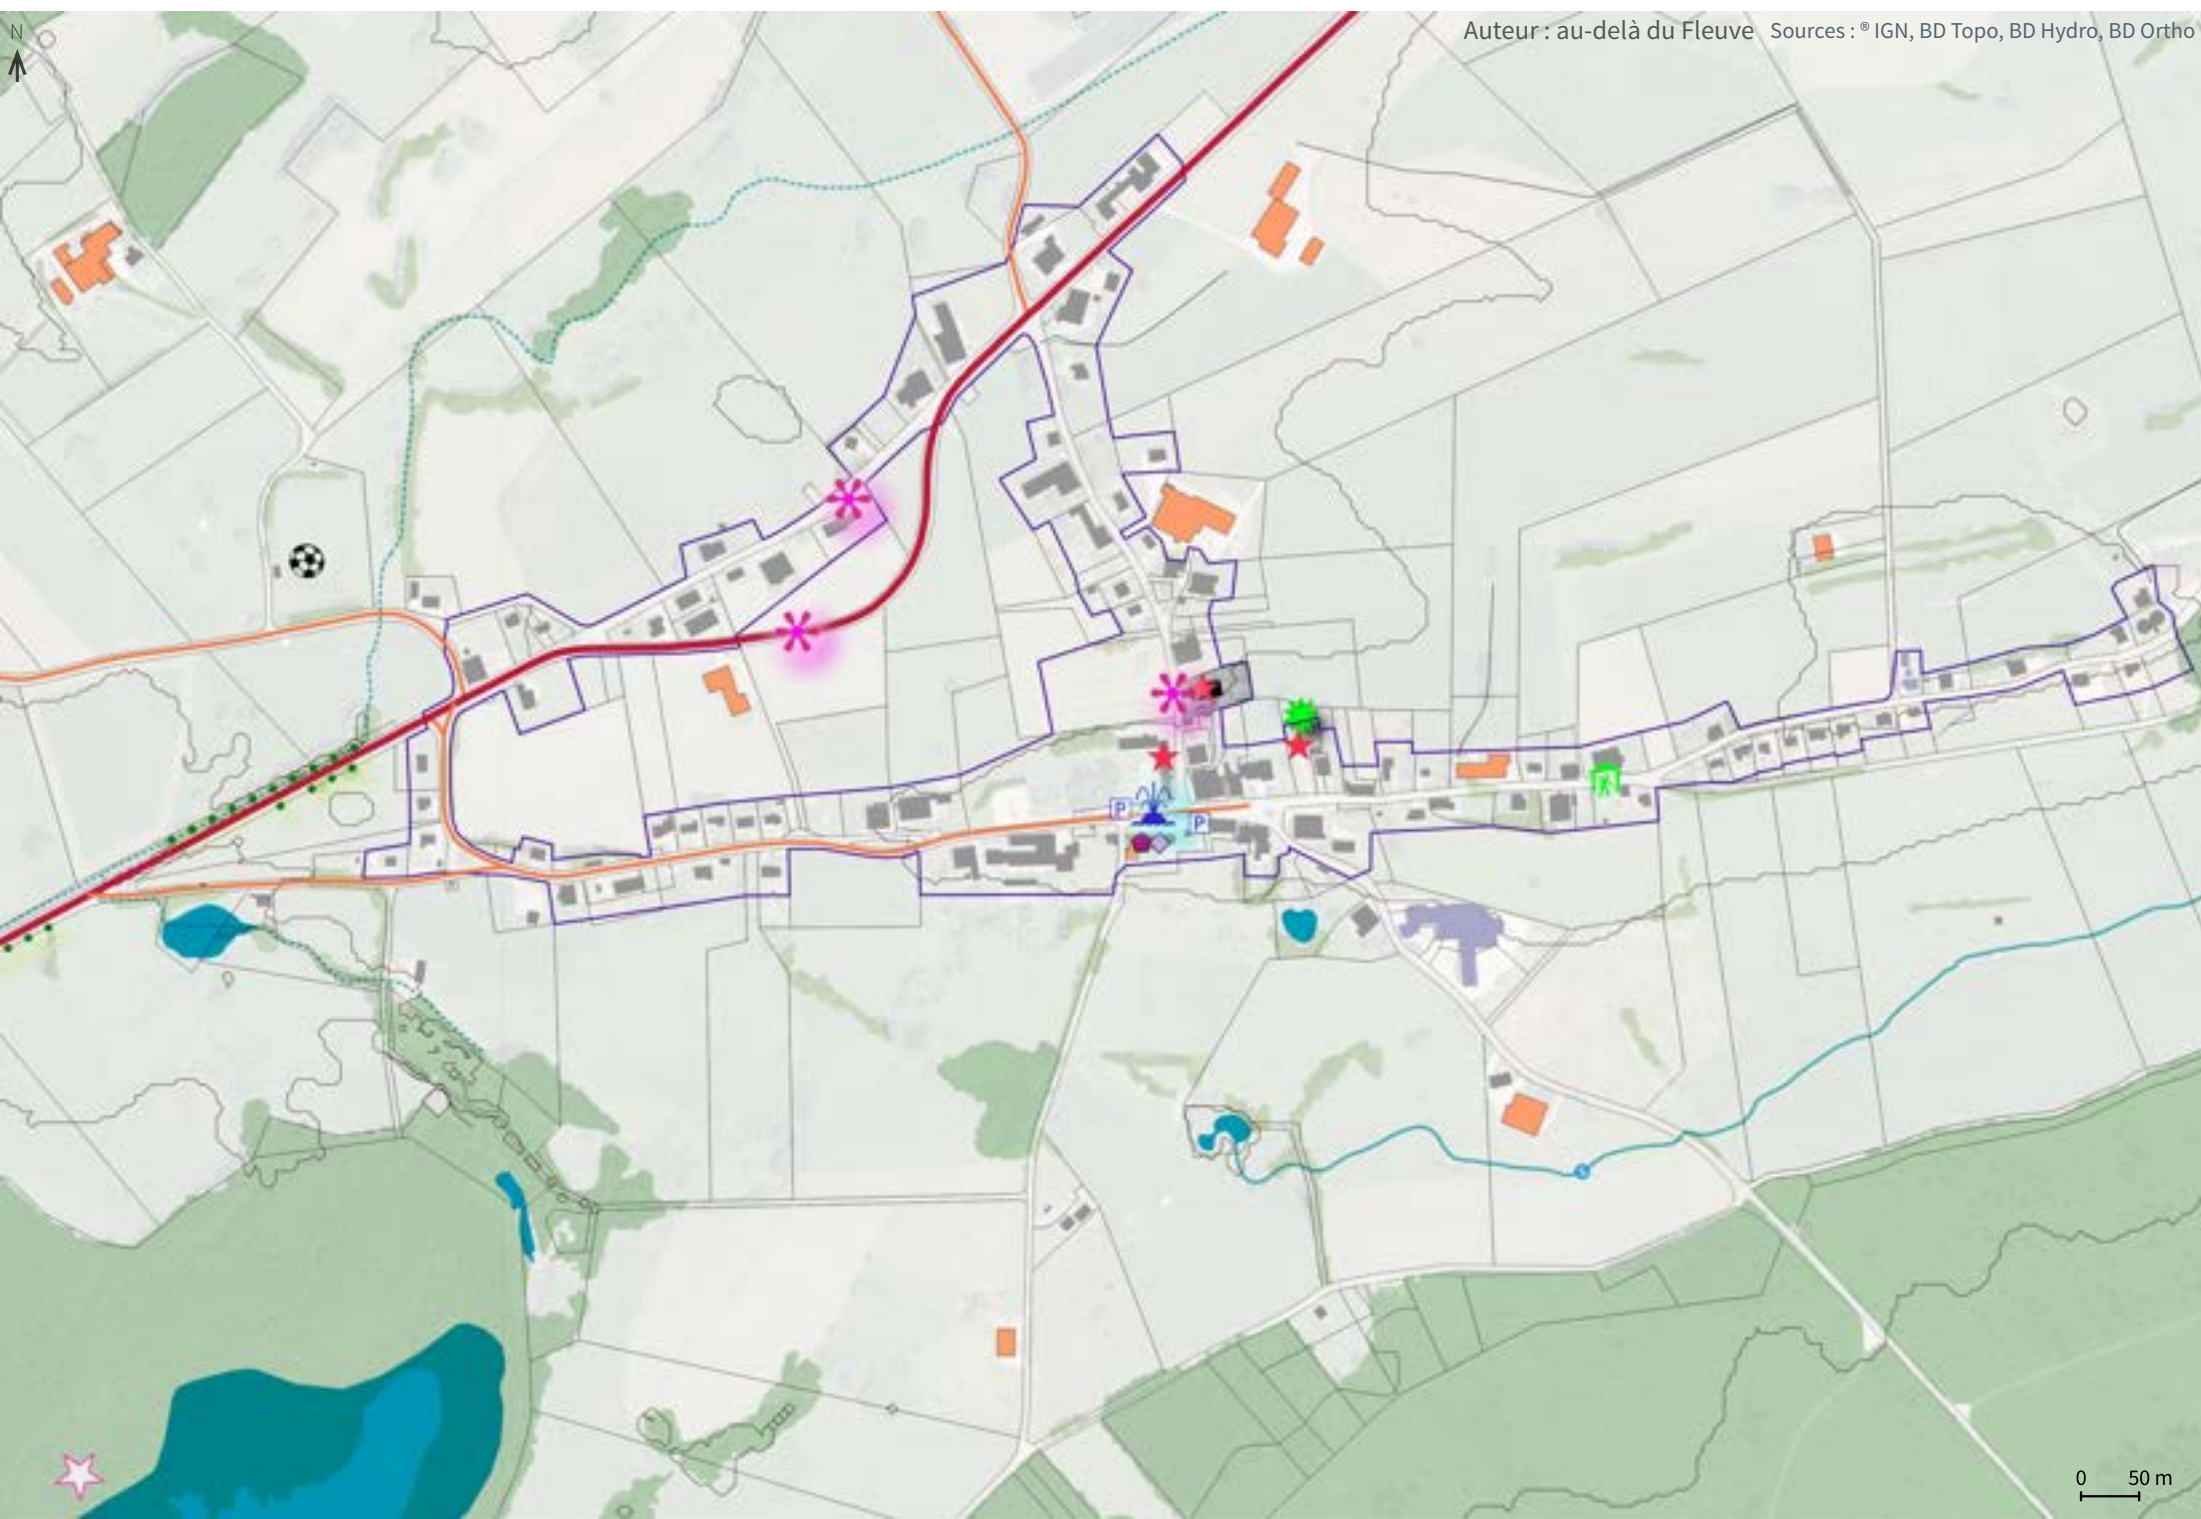 N
Auteur : au-delà du Fleuve Sources : ® IGN, BD Topo, BD Hydro, BD Ortho
P
P
0 50 m